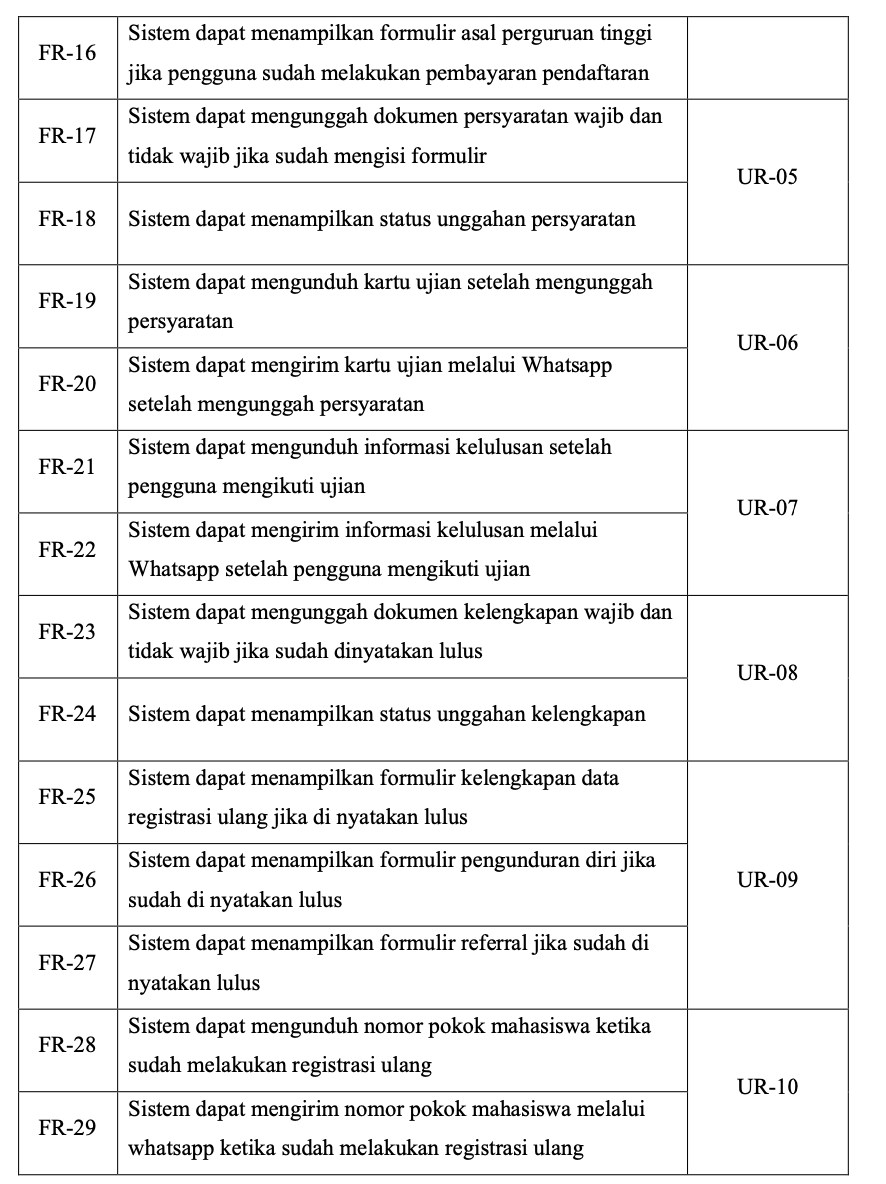 FR-16
Sistem dapat menampilkan formulir asal perguruan tinggi
jika pengguna sudah melakukan pembayaran pendaftaran
FR-17
Sistem dapat mengunggah dokumen persyaratan wajib dan
tidak wajib jika sudah mengisi formulir
UR-05
FR-18
Sistem dapat menampilkan status unggahan persyaratan
FR-19
Sistem dapat mengunduh kartu ujian setelah mengunggah
persyaratan
UR-06
FR-20
Sistem dapat mengirim kartu ujian melalui Whatsapp
setelah mengunggah persyaratan
FR-21
Sistem dapat mengunduh informasi kelulusan setelah
pengguna mengikuti ujian
UR-07
FR-22
Sistem dapat mengirim informasi kelulusan melalui
Whatsapp setelah pengguna mengikuti ujian
FR-23
Sistem dapat mengunggah dokumen kelengkapan wajib dan
tidak wajib jika sudah dinyatakan lulus
UR-08
FR-24
Sistem dapat menampilkan status unggahan kelengkapan
FR-25
Sistem dapat menampilkan formulir kelengkapan data
registrasi ulang jika di nyatakan lulus
FR-26
Sistem dapat menampilkan formulir pengunduran diri jika
sudah di nyatakan lulus
UR-09
FR-27
Sistem dapat menampilkan formulir referral jika sudah di
nyatakan lulus
FR-28
Sistem dapat mengunduh nomor pokok mahasiswa ketika
sudah melakukan registrasi ulang
UR-10
FR-29
Sistem dapat mengirim nomor pokok mahasiswa melalui
whatsapp ketika sudah melakukan registrasi ulang